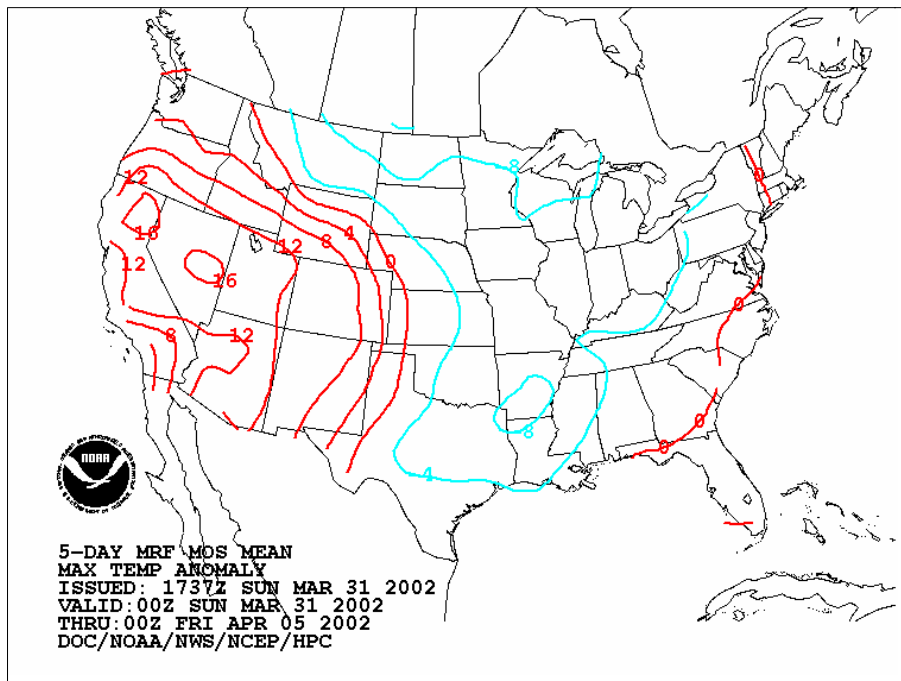 8
0
12
4
16
12
8
0
12
16
0
8
12
0
0
8
4
NOAA
5-DAY MRF MOS MEAN
MAX TEMP ANOMALY
ISSUED: 1737Z SUN MAR 31 2002
VALID:00Z SUN MAR 31 2002
THRU:00Z FRI APR 05 2002
DOC/NOAA/NWS/NCEP/HPC